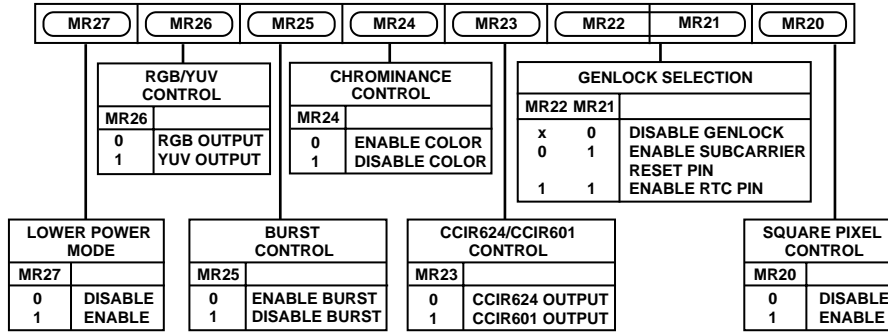 MR27 MR26 MR25 MR24 MR23 MR22 MR21 MR20
RGB/YUV
CONTROL
MR26
0 RGB OUTPUT
1 YUV OUTPUT
CHROMINANCE
CONTROL
MR24
0 ENABLE COLOR
1 DISABLE COLOR
GENLOCK SELECTION
MR22 MR21
x 0 DISABLE GENLOCK
0 1 ENABLE SUBCARRIER
RESET PIN
1 1 ENABLE RTC PIN
LOWER POWER
MODE
MR27
0 DISABLE
1 ENABLE
BURST
CONTROL
MR25
0 ENABLE BURST
1 DISABLE BURST
CCIR624/CCIR601
CONTROL
MR23
0 CCIR624 OUTPUT
1 CCIR601 OUTPUT
SQUARE PIXEL
CONTROL
MR20
0 DISABLE
1 ENABLE